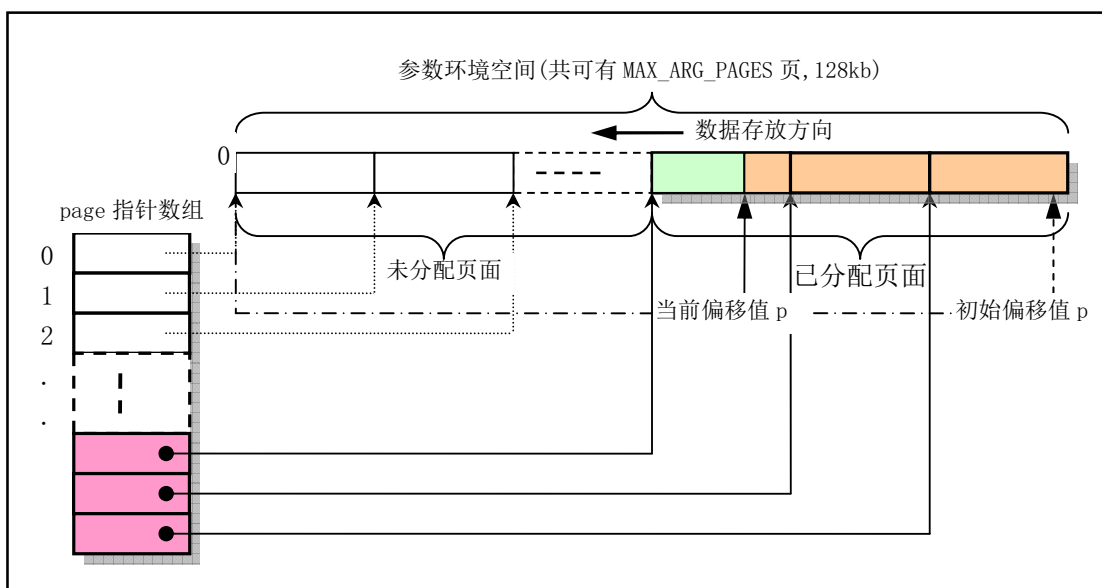 参数环境空间(共可有 MAX_ARG_PAGES 页,128kb)
数据存放方向
0
page 指针数组
0
未分配页面
已分配页面
1
当前偏移值 p
初始偏移值 p
2
.
.